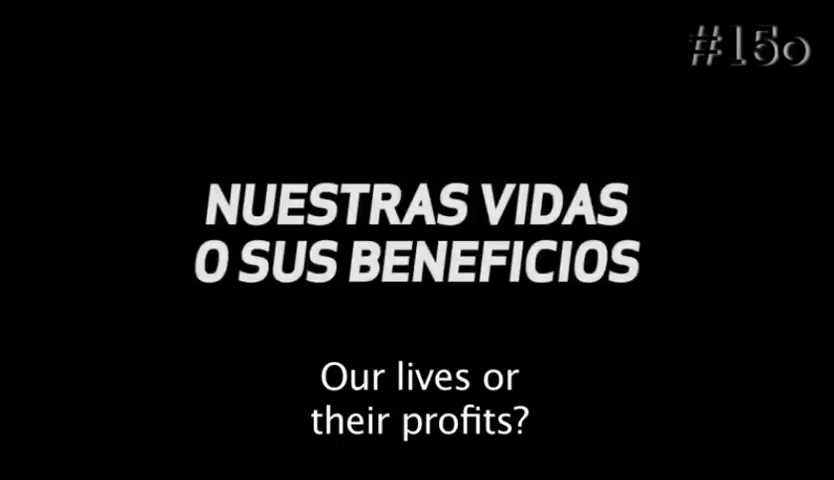 #15o
NUESTRAS VIDAS
O SUS BENEFICIOS
Our lives or
their profits?